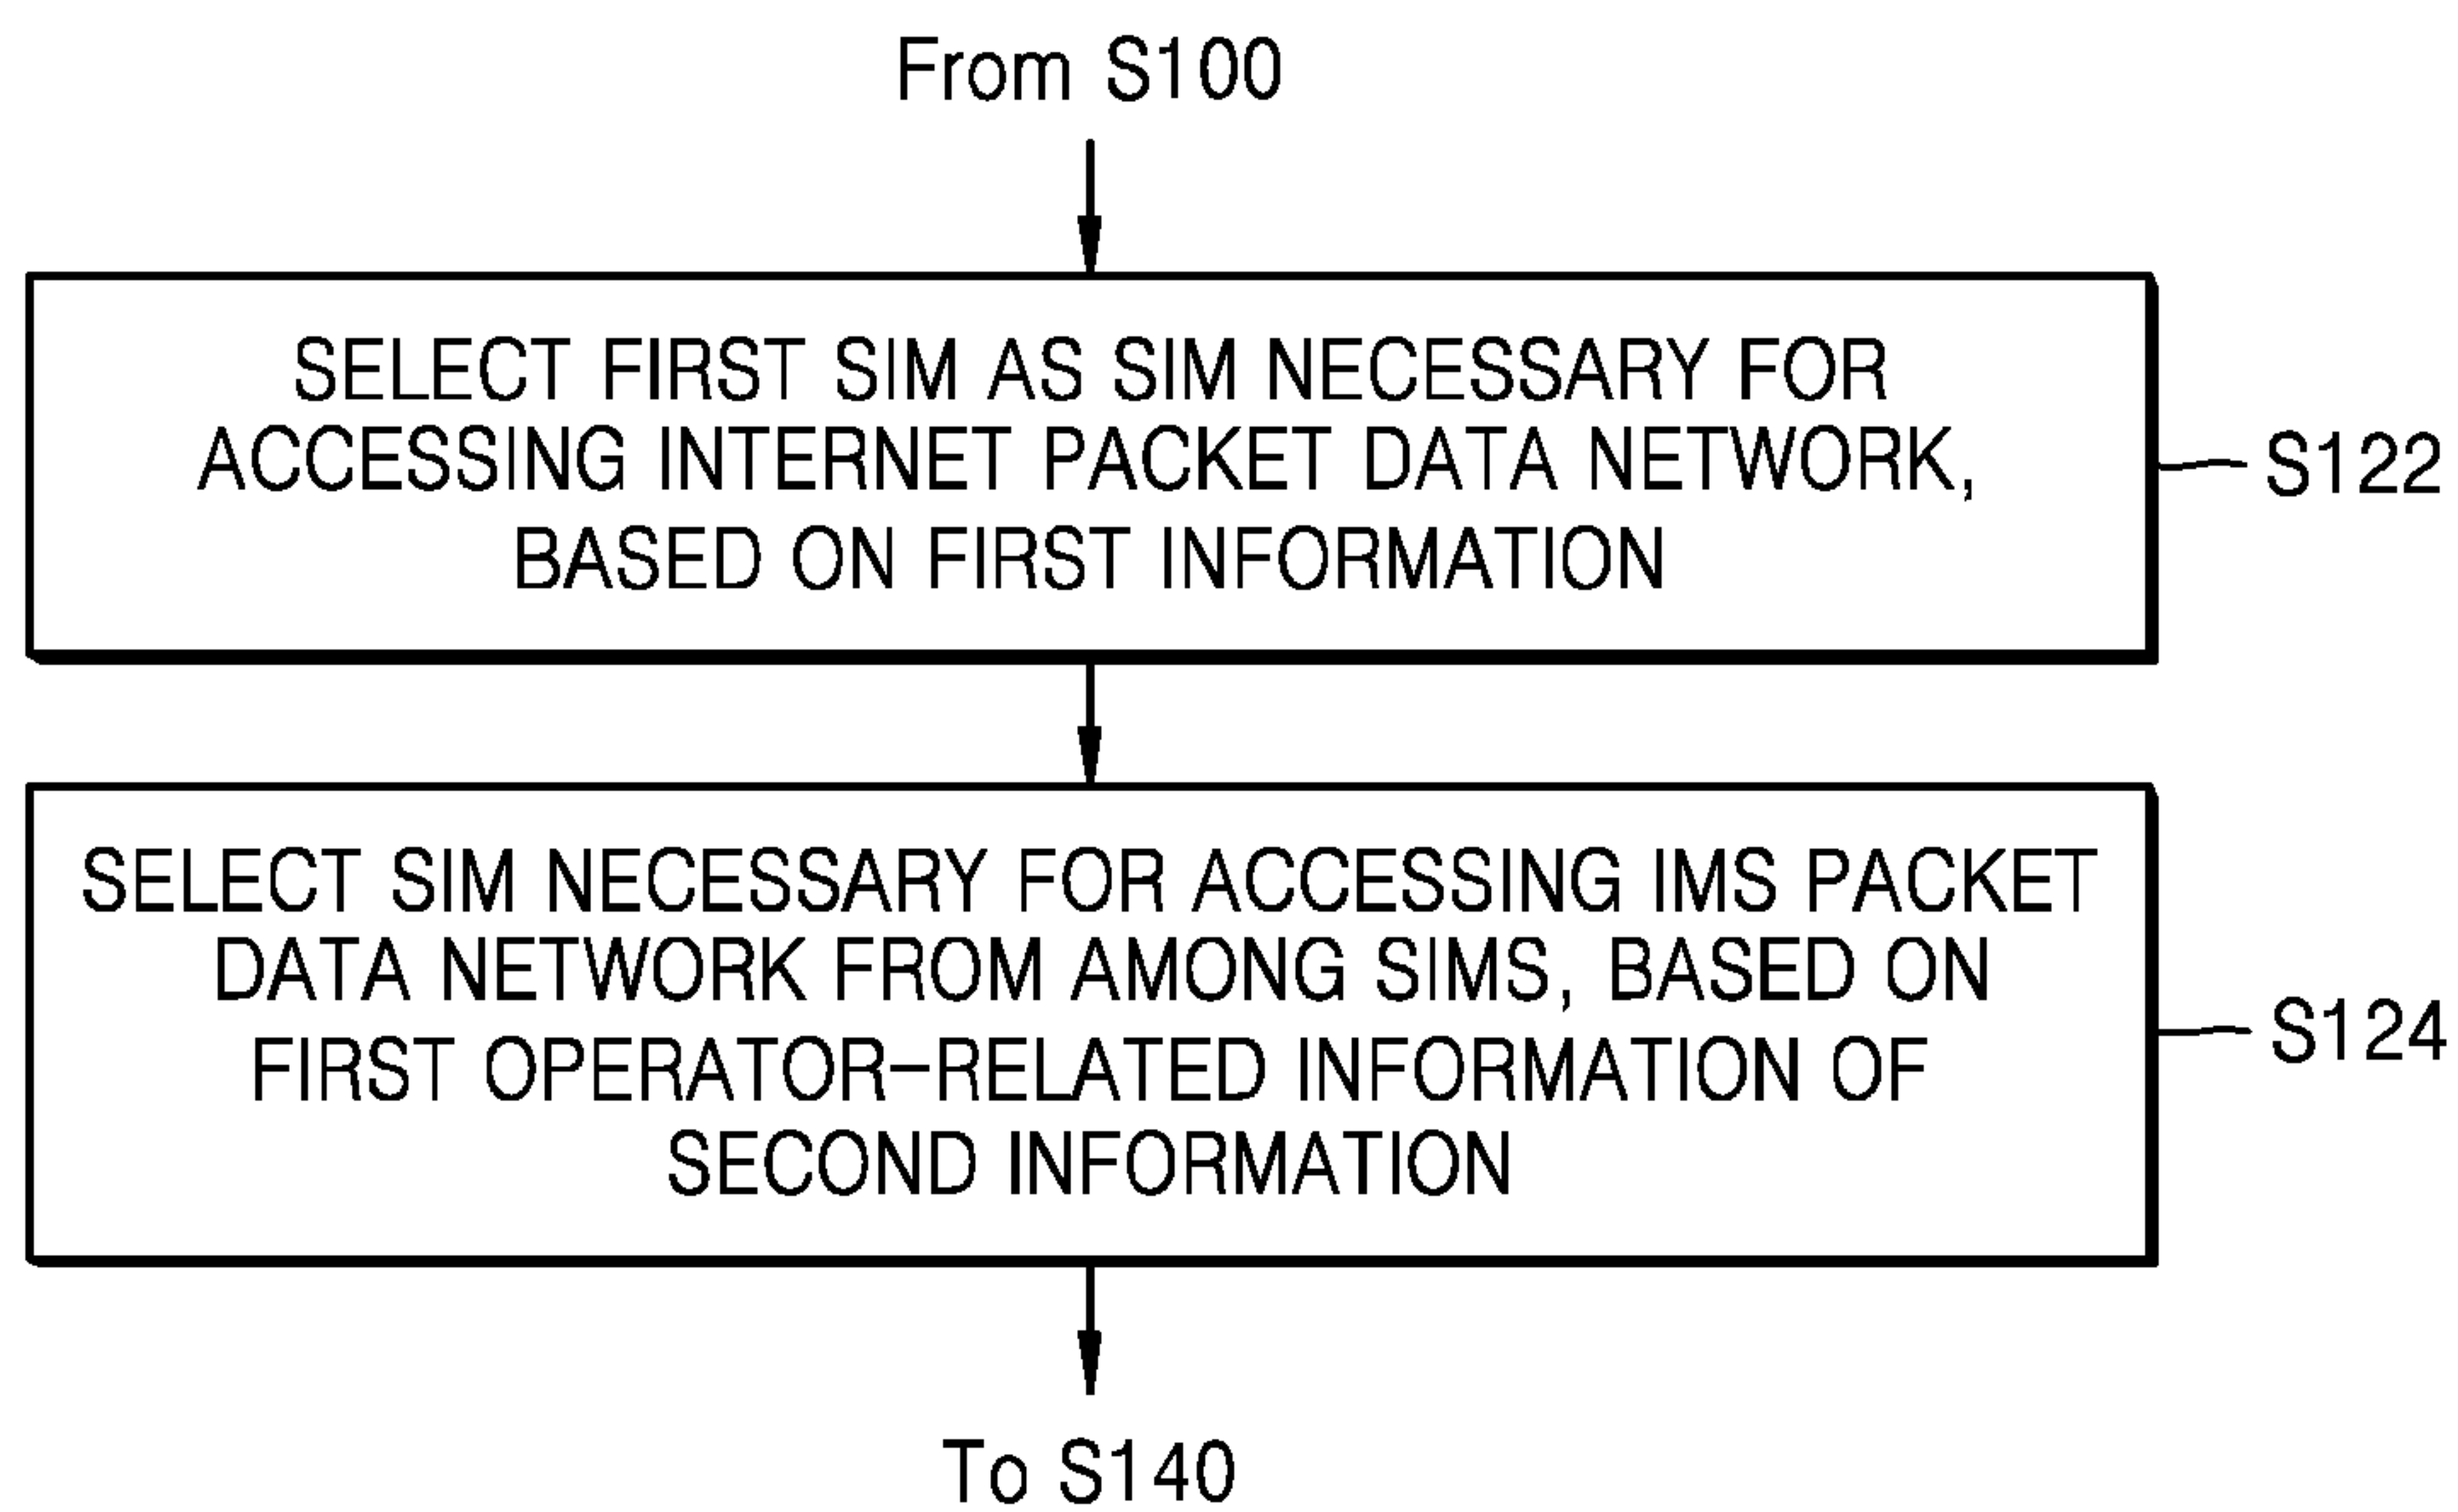 From S100
SELECT FIRST SIM AS SIM NECESSARY FOR
ACCESSING INTERNET PACKET DATA NETWORK,
BASED ON FIRST INFORMATION
S122
SELECT SIM NECESSARY FOR ACCESSING IMS PACKET
DATA NETWORK FROM AMONG SIMS, BASED ON
FIRST OPERATOR-RELATED INFORMATION OF
SECOND INFORMATION
S124
To S140